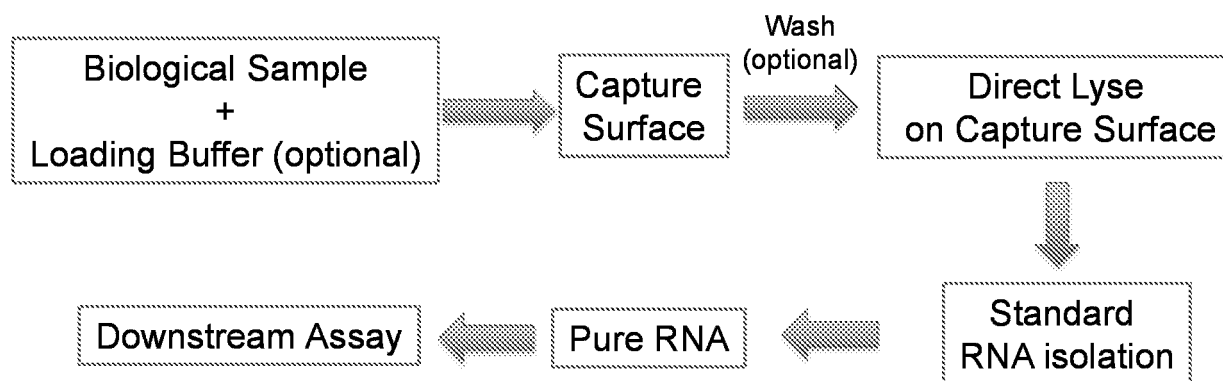 Biological Sample
+
Loading Buffer (optional)
Capture
Surface
Wash
(optional)
Direct Lyse
on Capture Surface
Standard
RNA isolation
Pure RNA
Downstream Assay